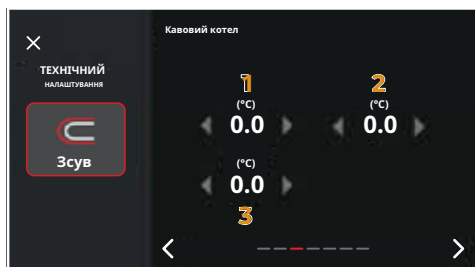 Кавовий котел
ТЕХНІЧНИЙ
НАЛАШТУВАННЯ
Зсув
1 2
(°C) (°C)
0.0 0.0
(°C)
0.0
3